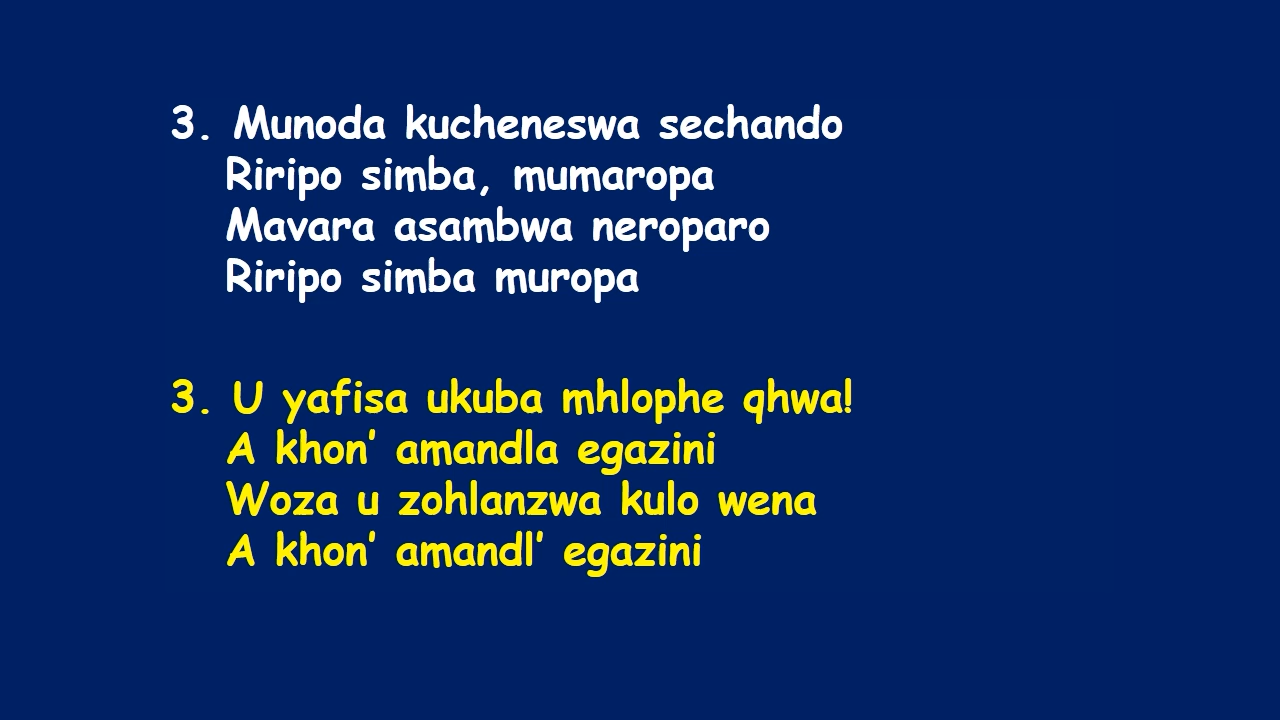 3. Munoda kucheneswa sechando
Riripo simba, mumaropa
Mavara asambwa neroparo
Riripo simba muropa
3. U yafisa ukuba mhlophe qhwa!
A khon’ amandla egazini
Woza u zohlanzwa kulo wena
A khon’ amandl’ egazini